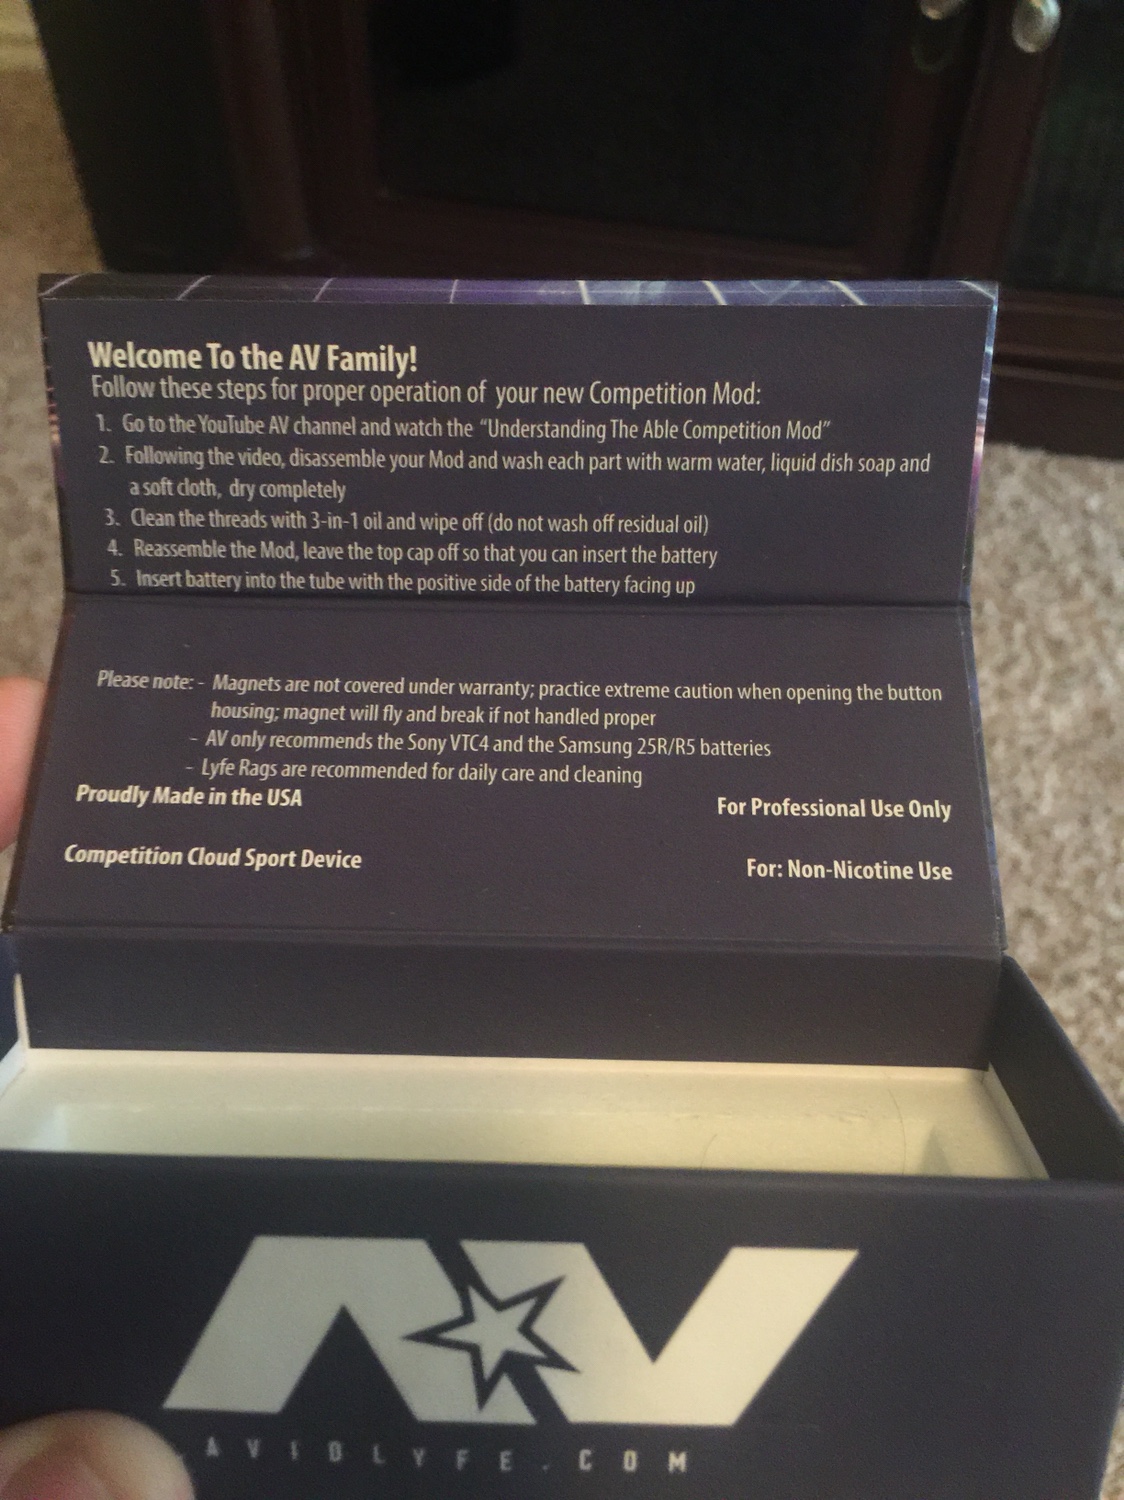 Welcome To the AV Family!
Follow these steps for proper operation of your new Competition Mod:
1. Go to the YouTube AV channel and watch the "Understanding The Able Competition Mod"
2. Following the video, disassemble your Mod and wash each part with warm water, liquid dish soap and
a soft cloth, dry completely
3. Clean the threads with 3-in-1 oil and wipe off (do not wash off residual oil)
4. Reassemble the Mod, leave the top cap off so that you can insert the battery
5. Insert battery into the tube with the positive side of the battery facing up
Please note: - Magnets are not covered under warranty; practice extreme caution when opening the button
housing; magnet will fly and break if not handled proper
- AV only recommends the Sony VTC4 and the Samsung 25R/R5 batteries
- Lyfe Rags are recommended for daily care and cleaning
Proudly Made in the USA
For Professional Use Only
Competition Cloud Sport Device
For: Non-Nicotine Use
AV
AVIDLYFE.COM